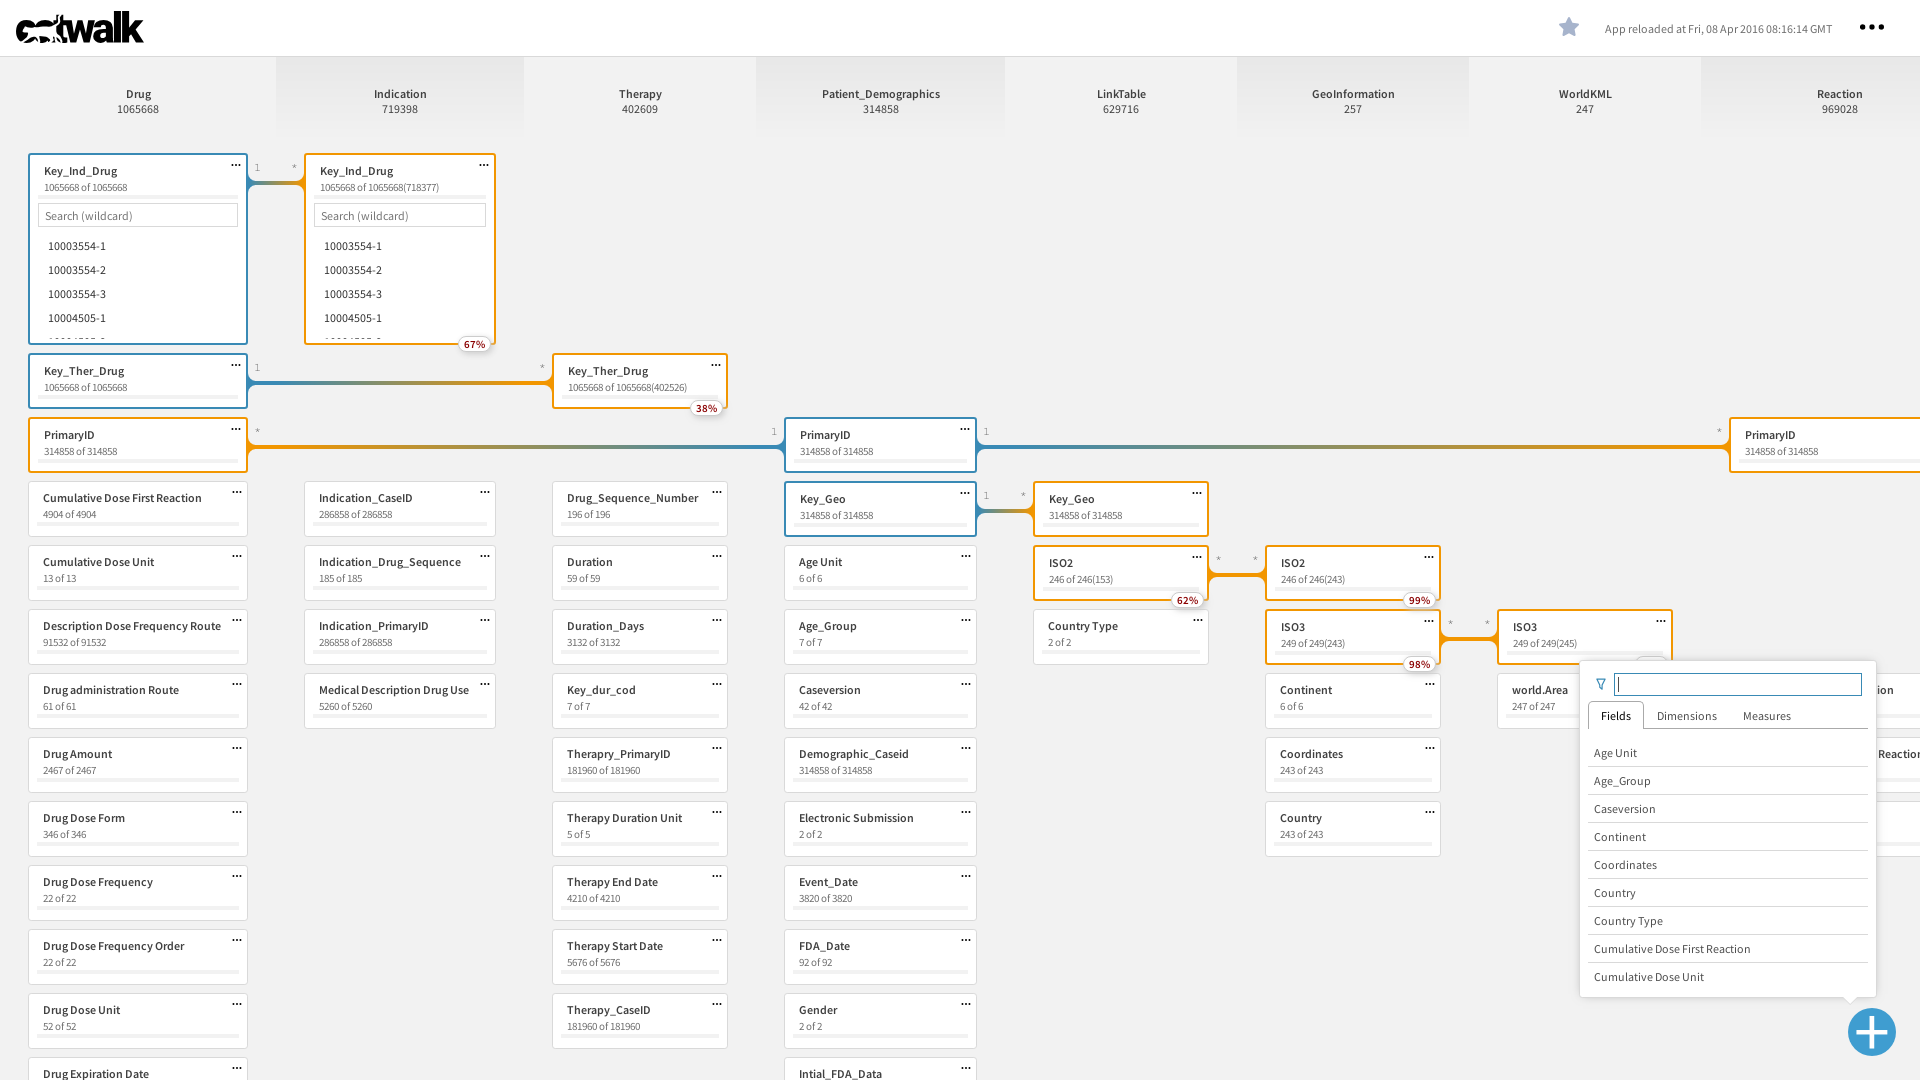 catwalk
App reloaded at Fri, 08 Apr 2016 08:16:14 GMT
Drug
1065668
Indication
719398
Therapy
402609
Patient_Demographics
314858
LinkTable
629716
GeoInformation
257
WorldKML
247
Reaction
969028
Key_Ind_Drug
1065668 of 1065668
Search (wildcard)
10003554-1
10003554-2
10003554-3
10004505-1
1
*
Key_Ind_Drug
1065668 of 1065668(718377)
Search (wildcard)
10003554-1
10003554-2
10003554-3
10004505-1
67%
Key_Ther_Drug
1065668 of 1065668
1
*
Key_Ther_Drug
1065668 of 1065668(402526)
38%
PrimaryID
314858 of 314858
*
1
PrimaryID
314858 of 314858
1
*
PrimaryID
314858 of 314858
Cumulative Dose First Reaction
4904 of 4904
Cumulative Dose Unit
13 of 13
Description Dose Frequency Route
91532 of 91532
Drug administration Route
61 of 61
Drug Amount
2467 of 2467
Drug Dose Form
346 of 346
Drug Dose Frequency
22 of 22
Drug Dose Frequency Order
22 of 22
Drug Dose Unit
52 of 52
Drug Expiration Date
Indication_CaseID
286858 of 286858
Indication_Drug_Sequence
185 of 185
Indication_PrimaryID
286858 of 286858
Medical Description Drug Use
5260 of 5260
Drug_Sequence_Number
196 of 196
Duration
59 of 59
Duration_Days
3132 of 3132
Key_dur_cod
7 of 7
Therapry_PrimaryID
181960 of 181960
Therapy Duration Unit
5 of 5
Therapy End Date
4210 of 4210
Therapy Start Date
5676 of 5676
Therapy_CaseID
181960 of 181960
Key_Geo
314858 of 314858
1
*
Key_Geo
314858 of 314858
Age Unit
6 of 6
Age_Group
7 of 7
Caseversion
42 of 42
Demographic_Caseid
314858 of 314858
Electronic Submission
2 of 2
Event_Date
3820 of 3820
FDA_Date
92 of 92
Gender
2 of 2
Intial_FDA_Data
ISO2
246 of 246(153)
62%
*
*
ISO2
246 of 246(243)
99%
Country Type
2 of 2
ISO3
249 of 249(243)
98%
*
*
ISO3
249 of 249(245)
Continent
6 of 6
Coordinates
243 of 243
Country
243 of 243
world.Area
247 of 247
ion
Reaction
Fields
Dimensions
Measures
Age Unit
Age_Group
Caseversion
Continent
Coordinates
Country
Country Type
Cumulative Dose First Reaction
Cumulative Dose Unit